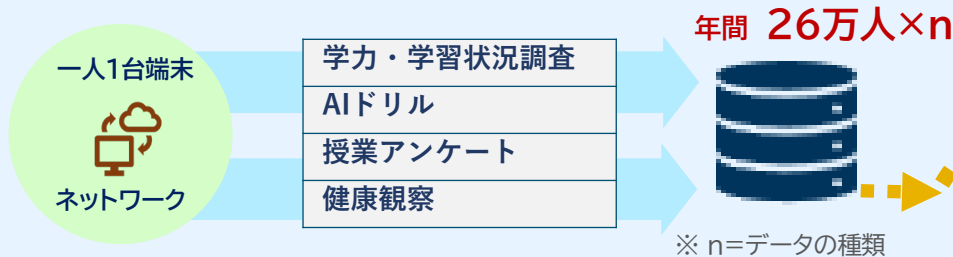 年間 26万人×n
一人1台端末
ネットワーク
学力・学習状況調査
AIドリル
授業アンケート
健康観察
※ n=データの種類